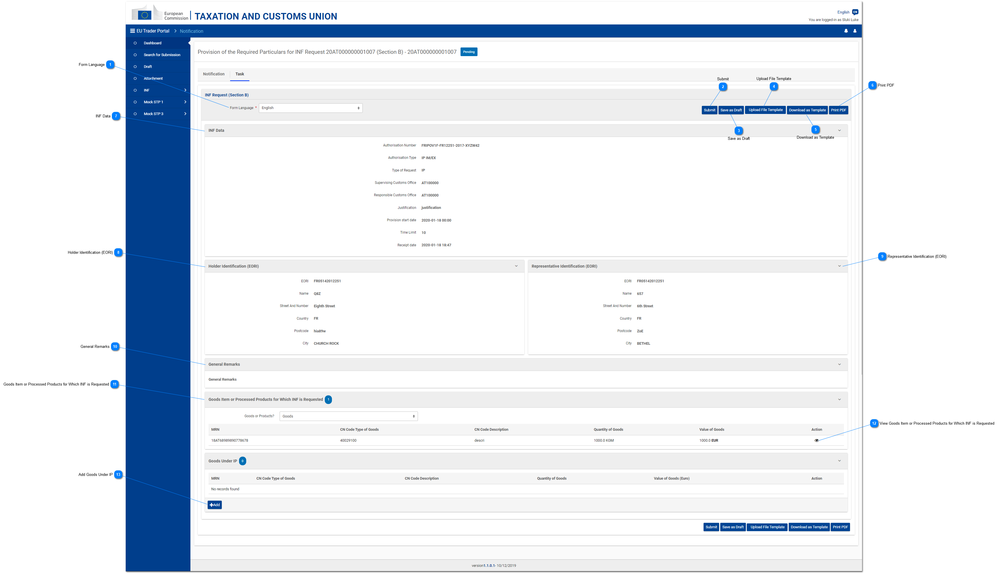 European
Commission
TAXATION AND CUSTOMS UNION
English EN
You are logged-in as Sluki Luke
EU Trader Portal > Notification
Dashboard
Search for Submission
Draft
Attachment
INF
Mock STP 1
Mock STP 3
Provision of the Required Particulars for INF Request 20AT000000001007 (Section B) - 20AT000000001007 Pending
Form Language 1
Notification Task
Submit
2
Upload File Template
4
6 Print PDF
INF Request (Section B)
Form Language * English
Submit Save as Draft Upload File Template Download as Template Print PDF
INF Data 7
INF Data
3
Save as Draft
5
Download as Template
Authorisation Number FRIPOV1F-FR12251-2017-XYZW42
Authorisation Type IP IM/EX
Type of Request IP
Supervising Customs Office AT100000
Responsible Customs Office AT100000
Justification justification
Provision start date 2020-01-18 00:00
Time Limit 10
Receipt date 2020-01-18 18:47
Holder Identification (EORI) 8
9 Representative Identification (EORI)
Holder Identification (EORI)
EORI FR05142012251
Name Q8Z
Street And Number Eighth Street
Country FR
Postcode hia89w
City CHURCH ROCK
Representative Identification (EORI)
EORI FR05142012251
Name 657
Street And Number 6th Street
Country FR
Postcode ZoE
City BETHEL
General Remarks 10
General Remarks
General Remarks
Goods Item or Processed Products for Which INF is Requested 11
Goods Item or Processed Products for Which INF is Requested 1
Goods or Products? Goods
12 View Goods Item or Processed Products for Which INF is Requested
MRN CN Code Type of Goods CN Code Description Quantity of Goods Value of Goods Action
18AT68989890778678 40029100 descri 1000.0 KGM 1000.0 EUR
Goods Under IP 0
Add Goods Under IP 13
MRN CN Code Type of Goods CN Code Description Quantity of Goods Value of Goods (Euro) Action
No records found
Add
Submit Save as Draft Upload File Template Download as Template Print PDF
version1.1.0.1- 10/12/2019